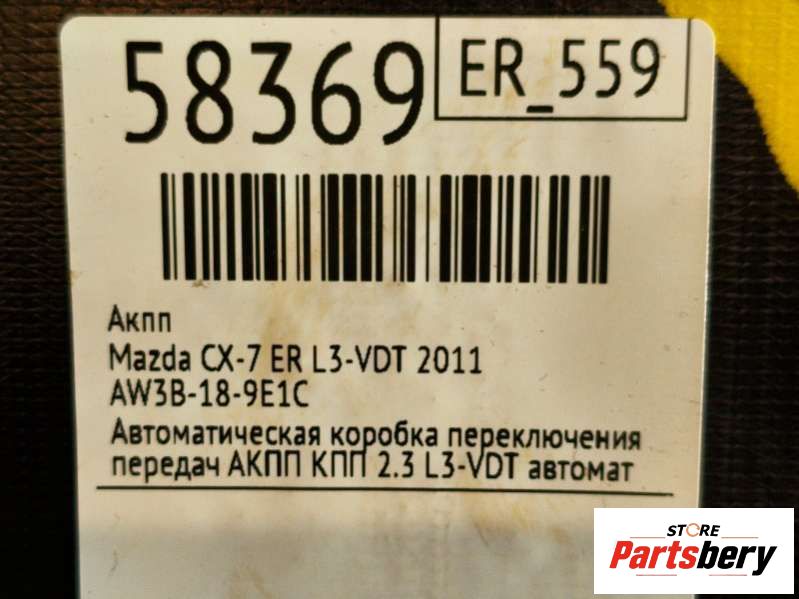 58369
ER_559
Акпп
Mazda CX-7 ER L3-VDT 2011
AW3B-18-9E1C
Автоматическая коробка переключения
передач АКПП КПП 2.3 L3-VDT автомат
STORE
Partsbery